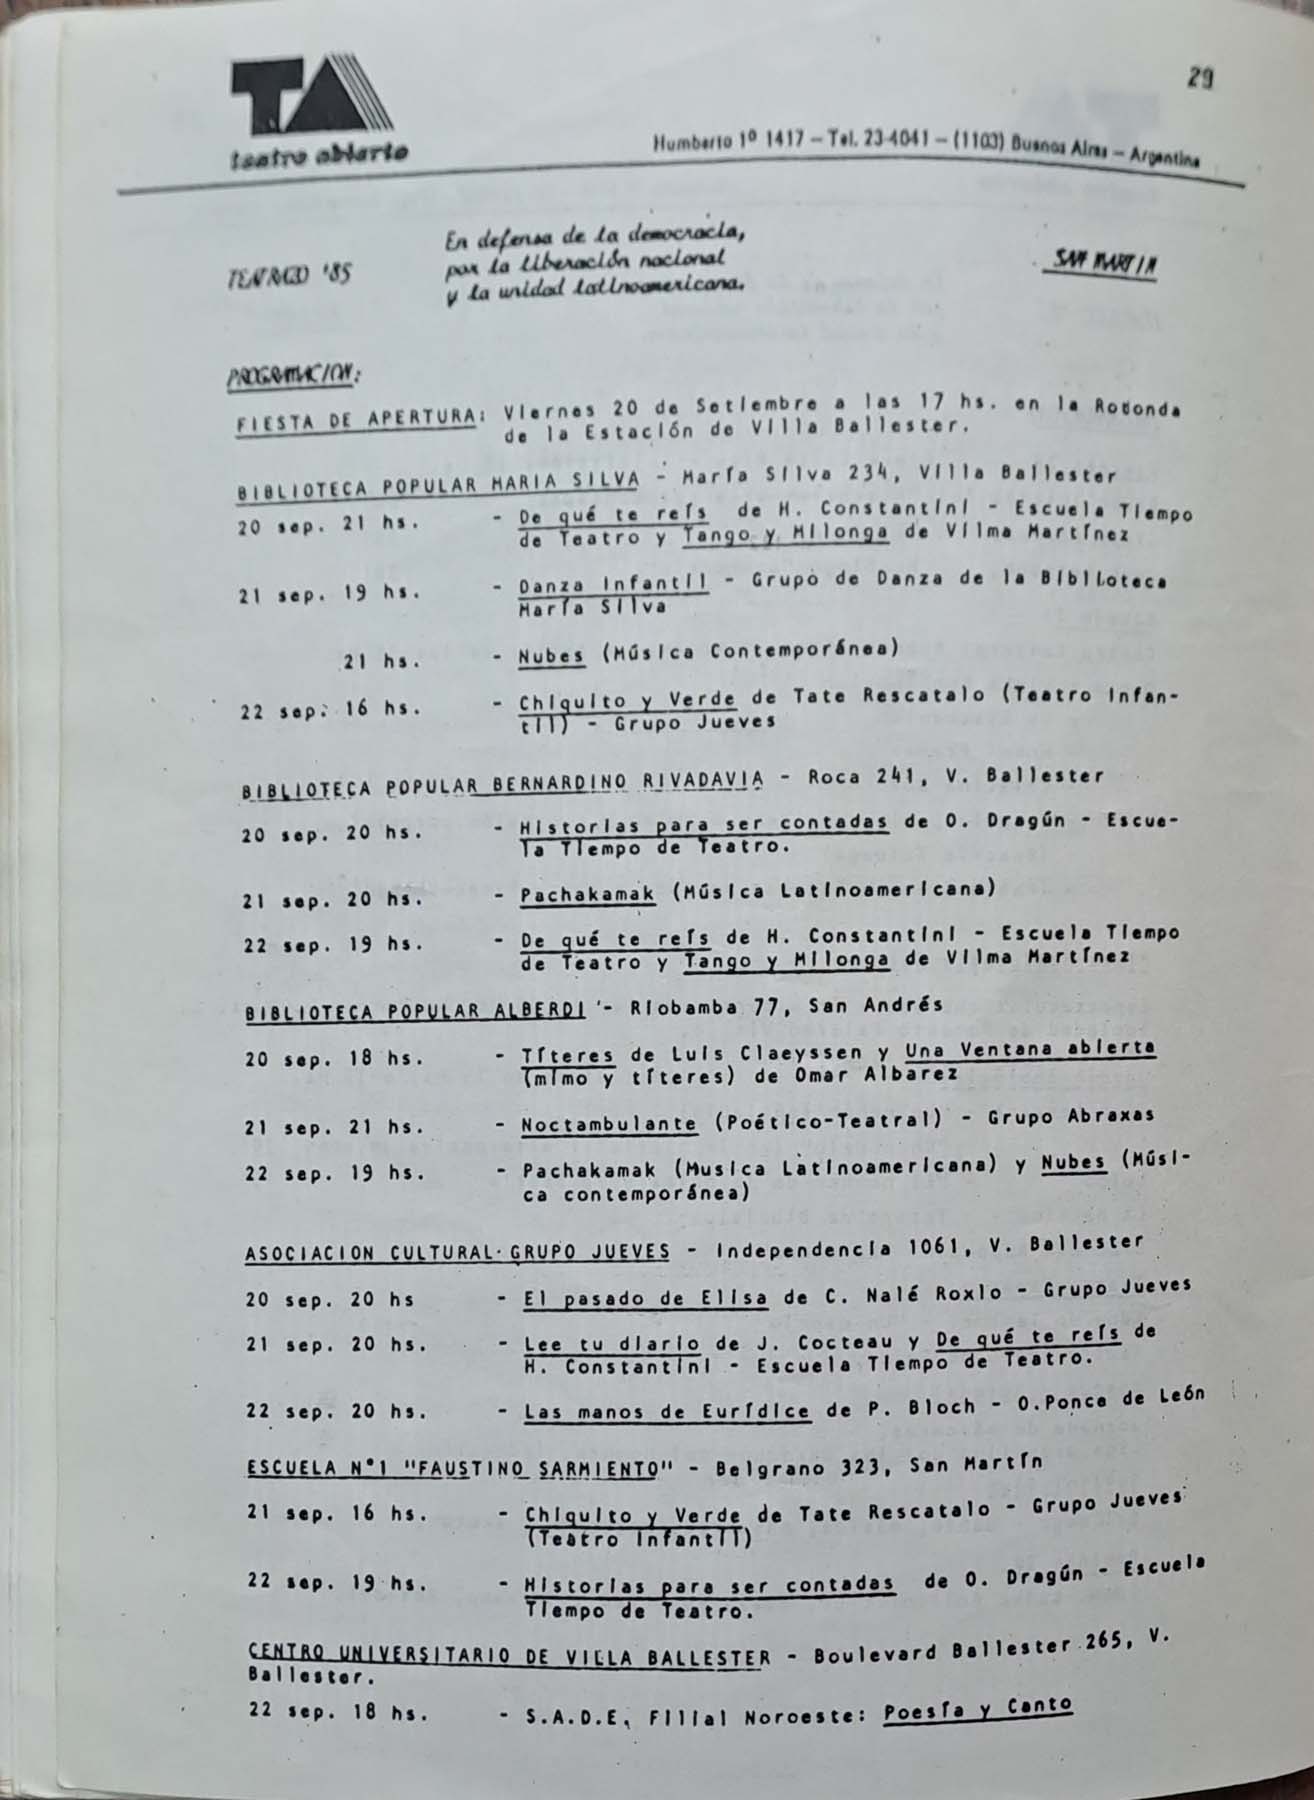 29
TA
teatro abierto
Humberto 1º 1417 – Tel. 23-4041 – (1103) Buenos Aires – Argentina
TEATRAZO '85
En defensa de la democracia,
por la liberación nacional
y la unidad latinoamericana.
SAN MARTIN
PROGRAMACION:
FIESTA DE APERTURA: Viernes 20 de Setiembre a las 17 hs. en la Rotonda
de la Estación de Villa Ballester.
BIBLIOTECA POPULAR MARIA SILVA - María Silva 234, Villa Ballester
20 sep. 21 hs. - De qué te reís de H. Constantini - Escuela Tiempo
de Teatro y Tango y Milonga de Vilma Martínez
21 sep. 19 hs. - Danza Infantil - Grupo de Danza de la Biblioteca
María Silva
21 hs. - Nubes (Música Contemporánea)
22 sep. 16 hs. - Chiquito y Verde de Tate Rescatalo (Teatro Infan-
til) - Grupo Jueves
BIBLIOTECA POPULAR BERNARDINO RIVADAVIA - Roca 241, V. Ballester
20 sep. 20 hs. - Historias para ser contadas de O. Dragún - Escue-
la Tiempo de Teatro.
21 sep. 20 hs. - Pachakamak (Música Latinoamericana)
22 sep. 19 hs. - De qué te reís de H. Constantini - Escuela Tiempo
de Teatro y Tango y Milonga de Vilma Martínez
BIBLIOTECA POPULAR ALBERDI - Riobamba 77, San Andrés
20 sep. 18 hs. - Títeres de Luis Claeyssen y Una Ventana abierta
(mimo y títeres) de Omar Albarez
21 sep. 21 hs. - Noctambulante (Poético-Teatral) - Grupo Abraxas
22 sep. 19 hs. - Pachakamak (Musica Latinoamericana) y Nubes (Músi-
ca contemporánea)
ASOCIACION CULTURAL GRUPO JUEVES - Independencia 1061, V. Ballester
20 sep. 20 hs - El pasado de Elisa de C. Nalé Roxlo - Grupo Jueves
21 sep. 20 hs. - Lee tu diario de J. Cocteau y De qué te reís de
H. Constantini - Escuela Tiempo de Teatro.
22 sep. 20 hs. - Las manos de Eurídice de P. Bloch - O.Ponce de León
ESCUELA N°1 "FAUSTINO SARMIENTO" - Belgrano 323, San Martín
21 sep. 16 hs. - Chiquito y Verde de Tate Rescatalo - Grupo Jueves
(Teatro Infantil)
22 sep. 19 hs. - Historias para ser contadas de O. Dragún - Escuela
Tiempo de Teatro.
CENTRO UNIVERSITARIO DE VILLA BALLESTER - Boulevard Ballester 265, V.
Ballester.
22 sep. 18 hs. - S.A.D.E. Filial Noroeste: Poesía y Canto